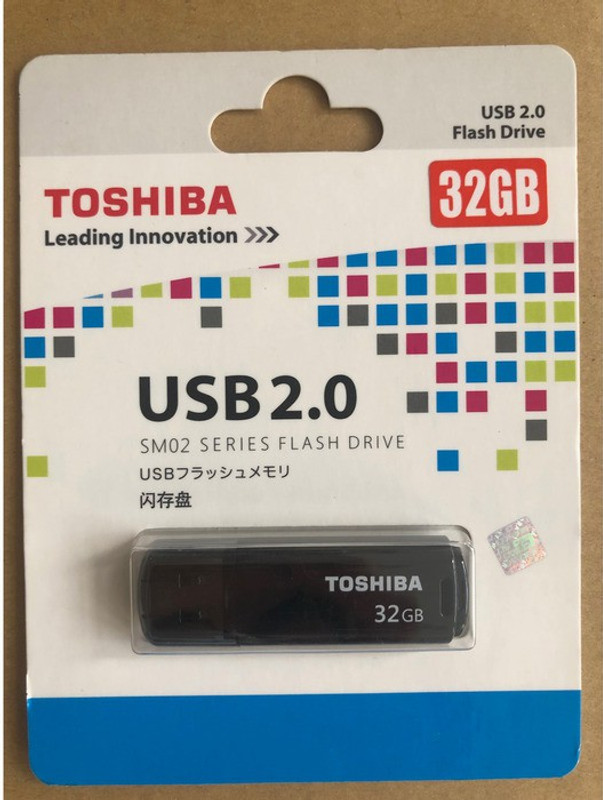 USB 2.0
Flash Drive
TOSHIBA
32GB
Leading Innovation >>>
USB 2.0
SM02 SERIES FLASH DRIVE
USBフラッシュメモリ
闪存盘
TOSHIBA
32GB